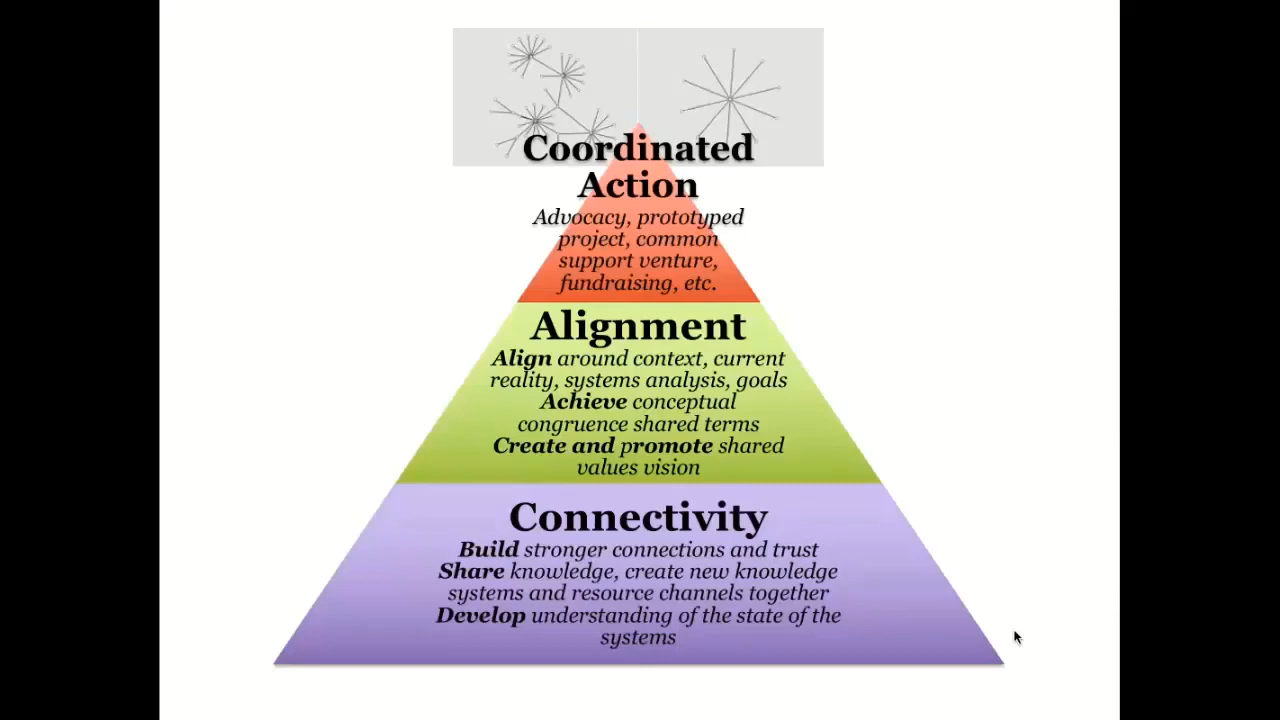 Coordinated
Action
Advocacy, prototyped
project, common
support venture,
fundraising, etc.
Alignment
Align around context, current
reality, systems analysis, goals
Achieve conceptual
congruence shared terms
Create and promote shared
values vision
Connectivity
Build stronger connections and trust
Share knowledge, create new knowledge
systems and resource channels together
Develop understanding of the state of the
systems